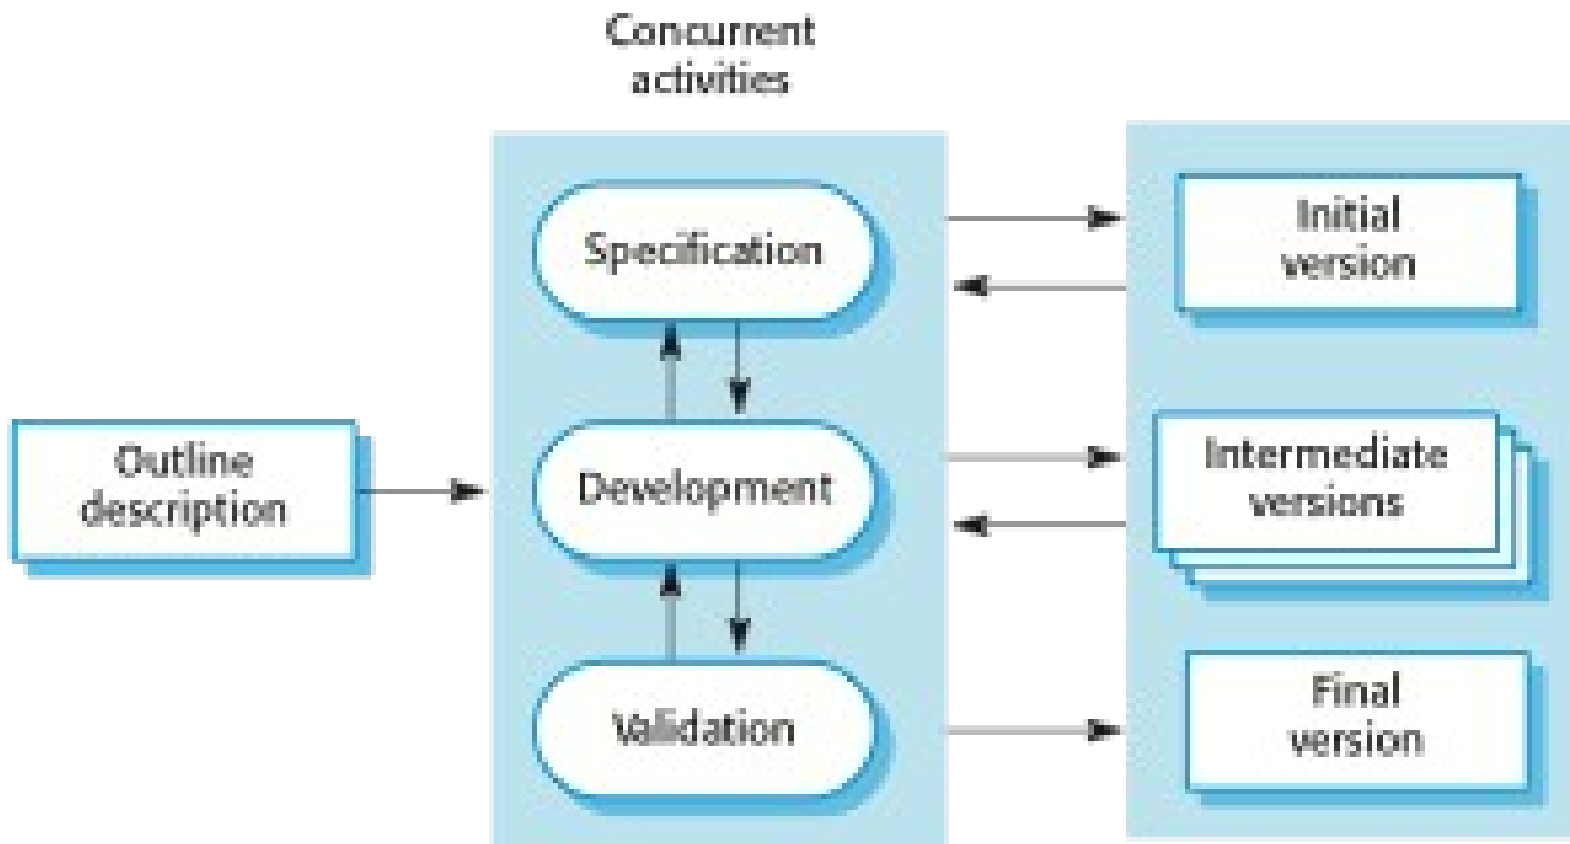 Concurrent
activities
Specification
Initial
version
Outline
description
Development
Intermediate
versions
Validation
Final
version